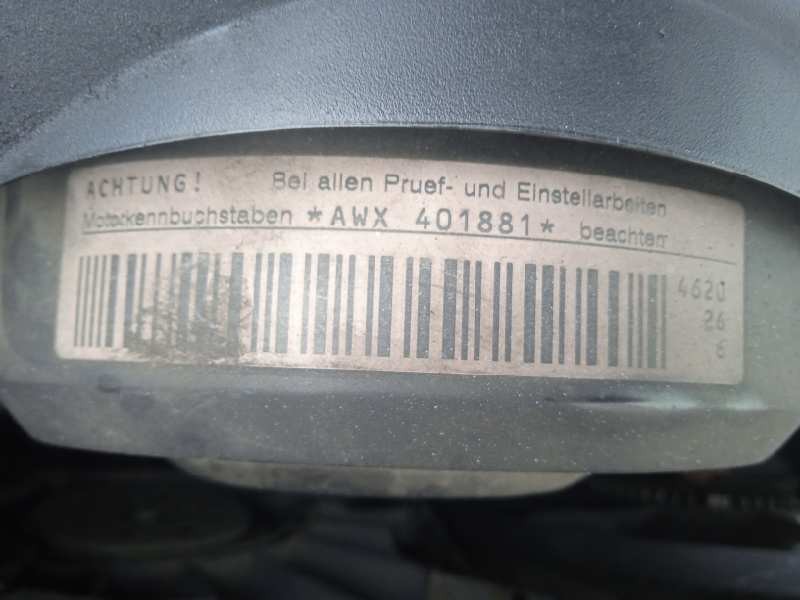 ACHTUNG! Bei allen Pruef- und Einstellarbeiten
Motorkennbuchstaben *AWX 401881* beachten
4620
26
6